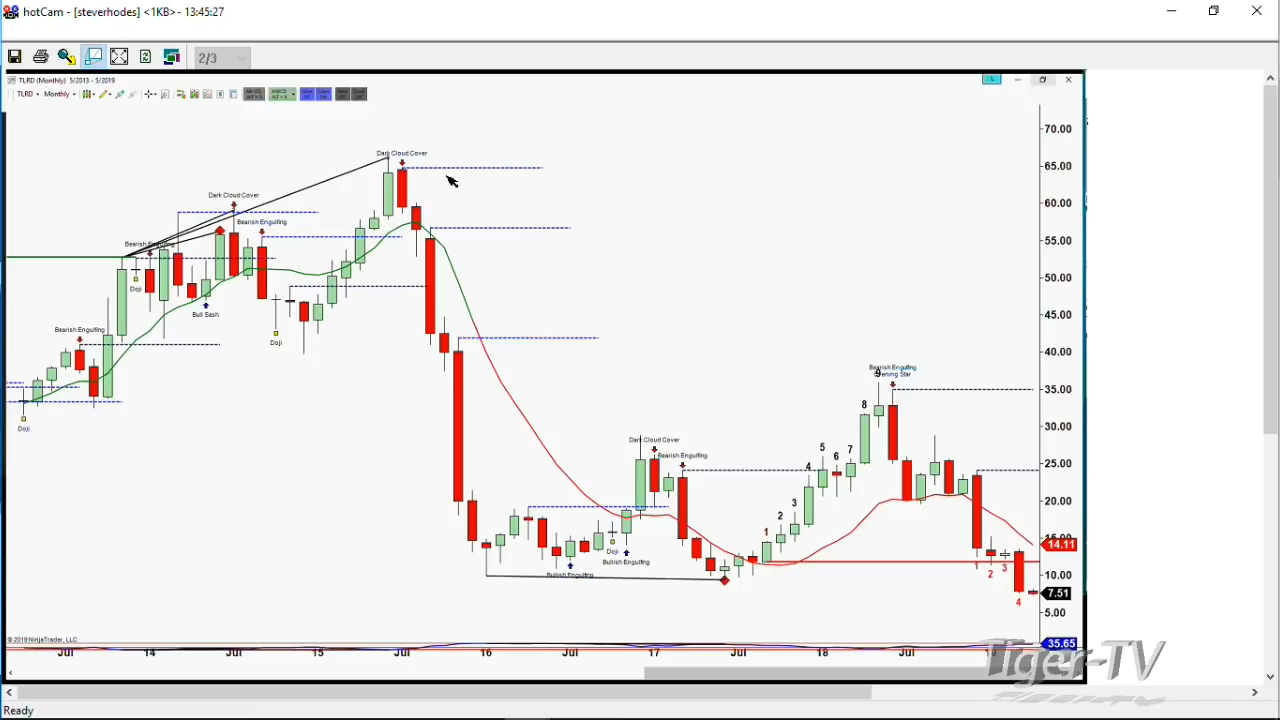 hotCam - [steverhodes] <1KB> - 13:45:27
2/3
TLRD (Monthly) 5/2013 - 5/2019
TLRD Monthly
70.00
Dark Cloud Cover
65.00
Dark Cloud Cover
60.00
Bearish Engulfing
55.00
Bearish Engulfing
50.00
Doji
Bull Sash
45.00
Bearish Engulfing
Doji
40.00
Bearish Engulfing
Evening Star
9
35.00
8
Doji
30.00
Dark Cloud Cover
5
7
Bearish Engulfing
6
25.00
4
3
20.00
2
1
15.00
14.11
Doji
Bullish Engulfing
1
2
3
Bullish Engulfing
10.00
7.51
4
5.00
© 2019 NinjaTrader, LLC
35.65
Jul 14 Jul 15 Jul 16 Jul 17 Jul 18 Jul
Tiger-TV
Ready